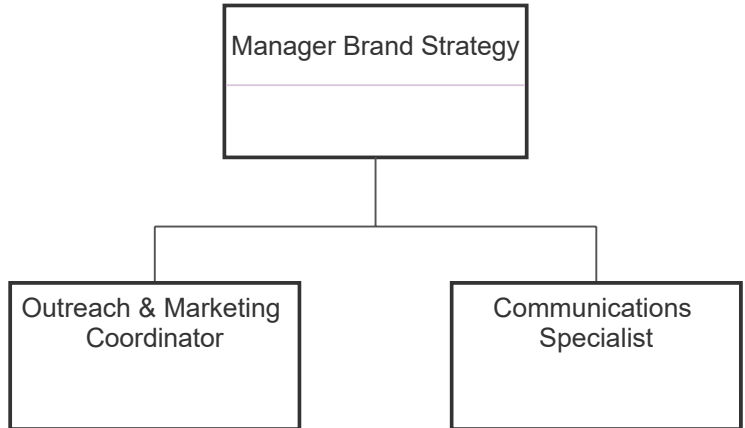 Manager Brand Strategy
Outreach & Marketing
Coordinator
Communications
Specialist